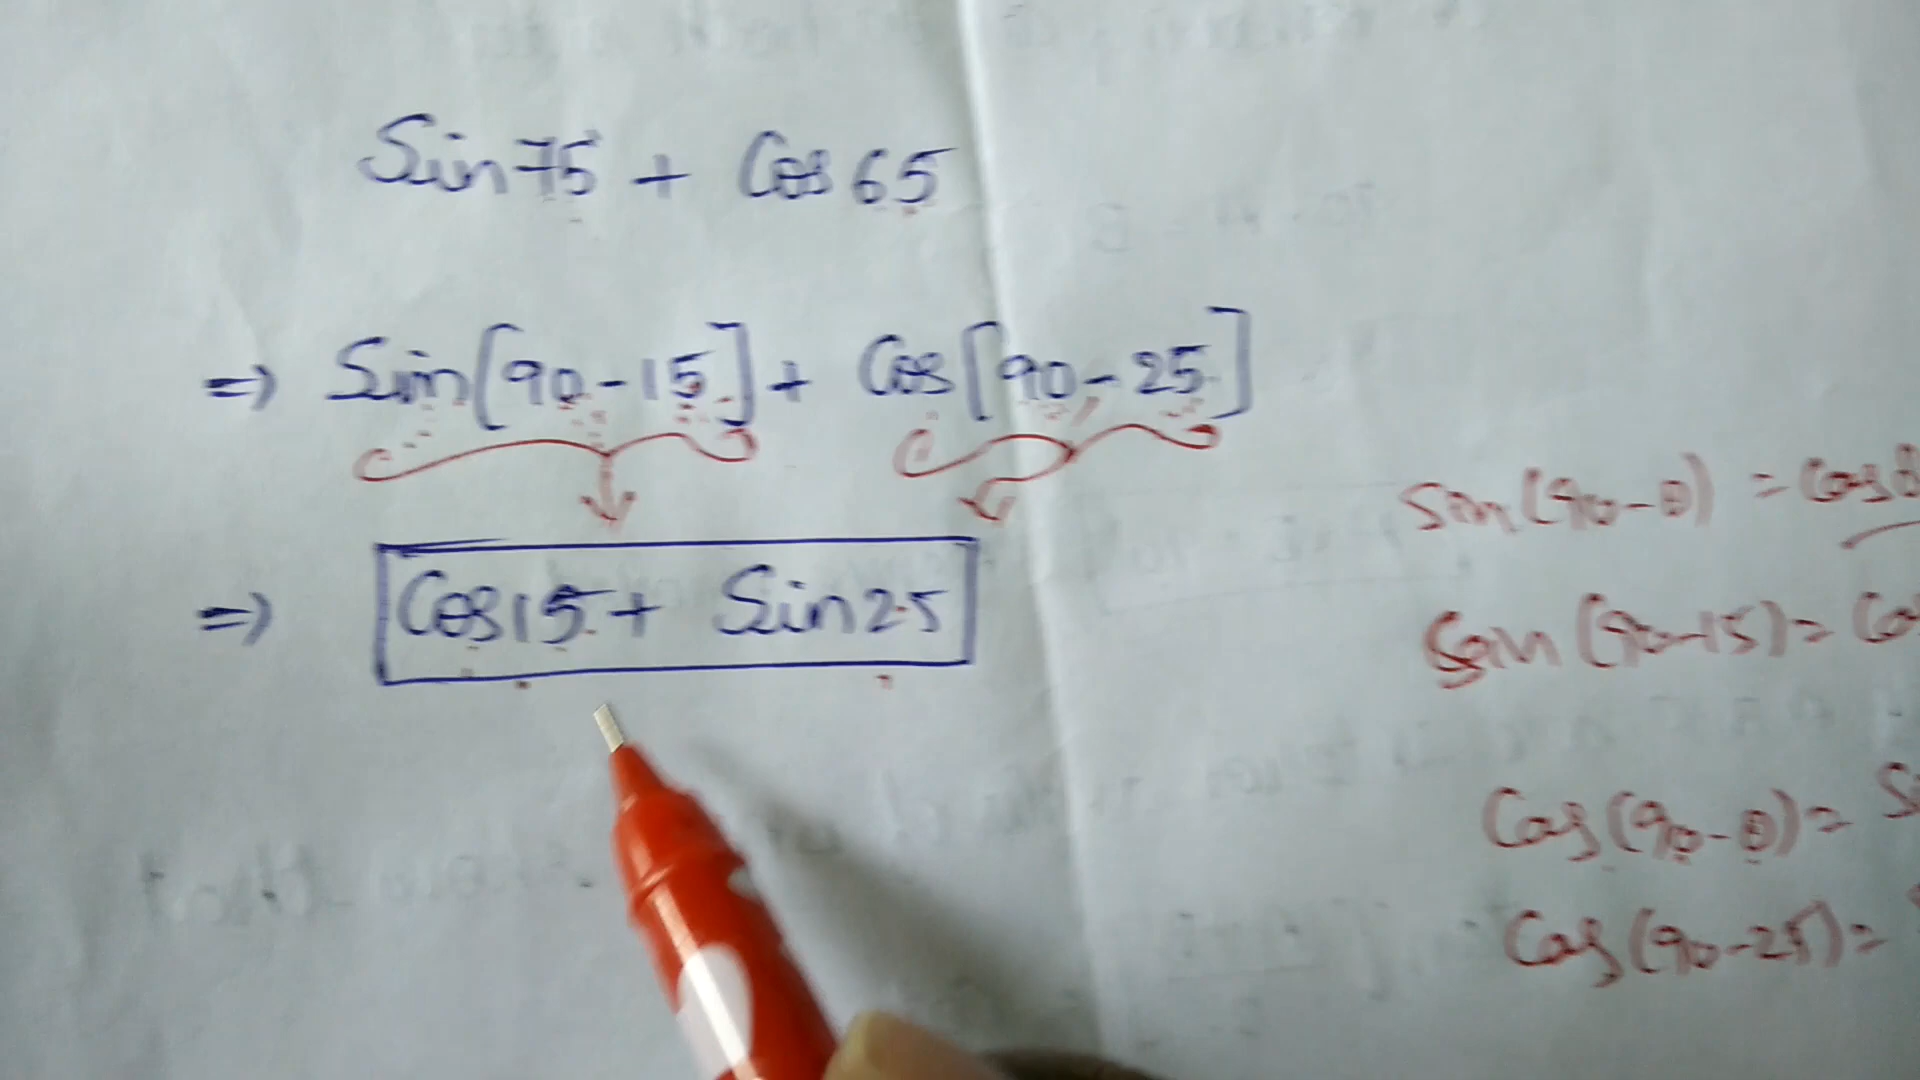 Sin75 + Cos65
=> Sin[90-15] + Cos[90-25]
=> Cos15 + Sin25
Sin(90-θ) = Cosθ
Sin(90-15) = Co
Cos(90-θ) = S
Cos(90-25) =